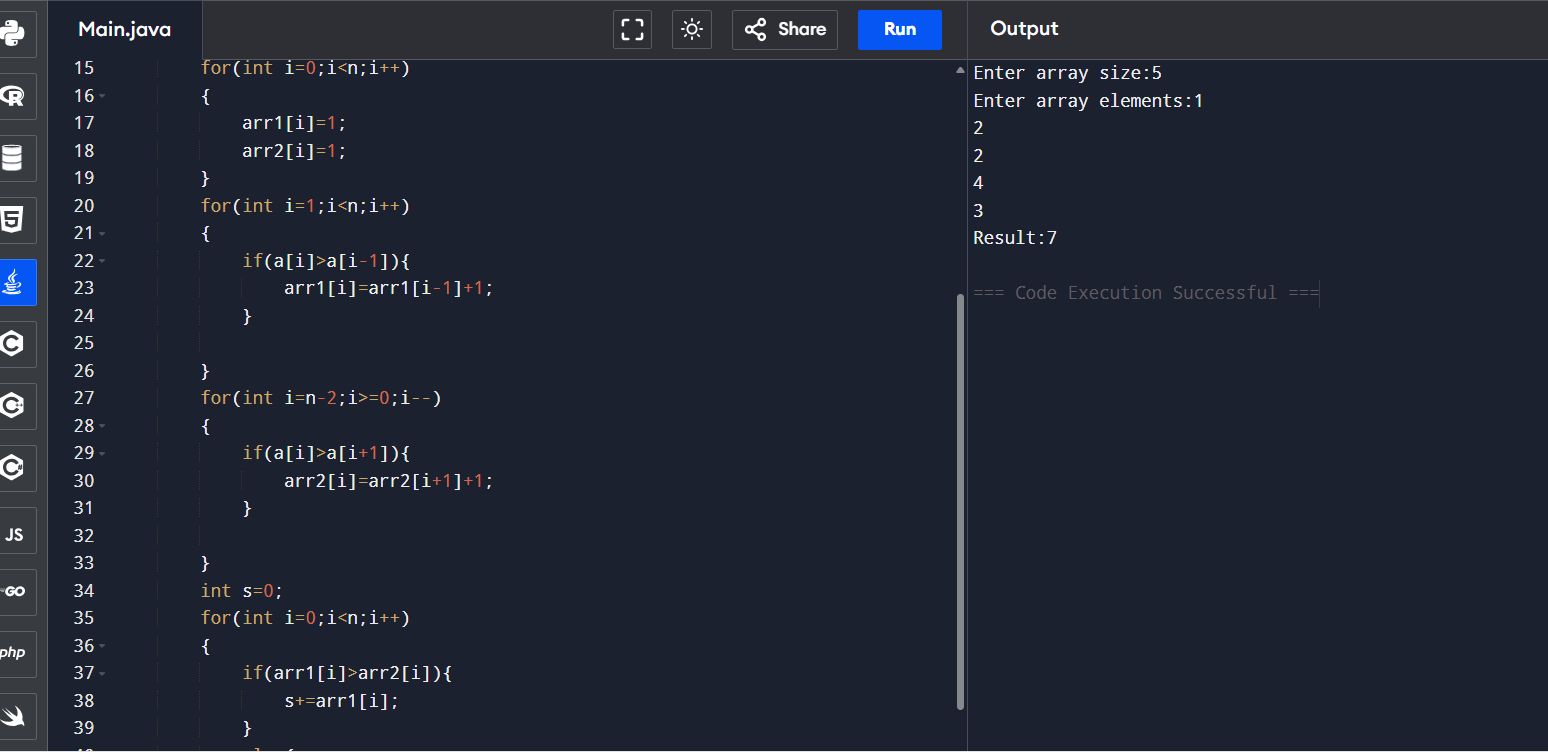 Main.java
Share
Run
Output
R
5
C
C
C
JS
GO
php
15 for(int i=0;i<n;i++)
16 {
17 arr1[i]=1;
18 arr2[i]=1;
19 }
20 for(int i=1;i<n;i++)
21 {
22 if(a[i]>a[i-1]){
23 arr1[i]=arr1[i-1]+1;
24 }
25
26 }
27 for(int i=n-2;i>=0;i--)
28 {
29 if(a[i]>a[i+1]){
30 arr2[i]=arr2[i+1]+1;
31 }
32
33 }
34 int s=0;
35 for(int i=0;i<n;i++)
36 {
37 if(arr1[i]>arr2[i]){
38 s+=arr1[i];
39 }
Enter array size:5
Enter array elements:1
2
2
4
3
Result:7
=== Code Execution Successful ===